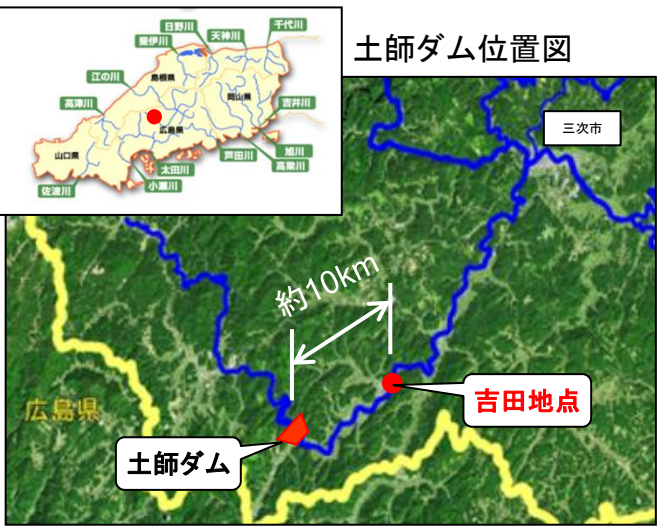 土師ダム位置図
千代川
日野川
天神川
斐伊川
江の川
島根県
高津川
岡山県
吉井川
広島県
山口県
旭川
芦田川
高梁川
太田川
小瀬川
佐波川
三次市
約10km
広島県
吉田地点
土師ダム